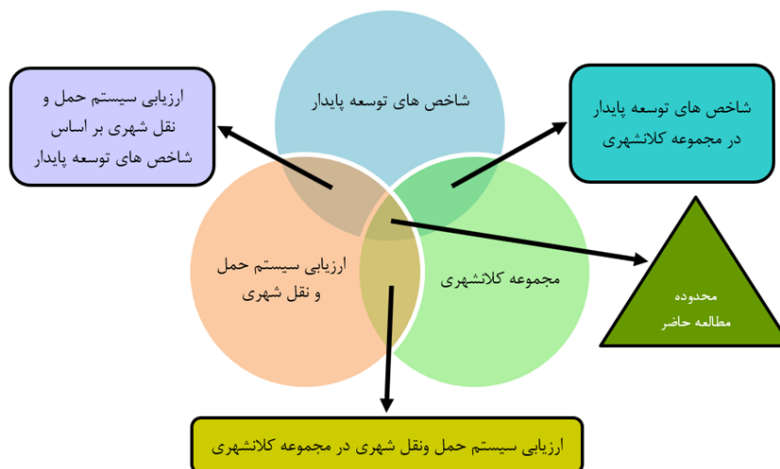 شاخص های توسعه پایدار
شاخص های توسعه پایدار
در مجموعه کلانشهری
ارزیابی سیستم حمل و
نقل شهری بر اساس
شاخص های توسعه پایدار
ارزیابی سیستم حمل
و نقل شهری
مجموعه کلانشهری
محدوده
مطالعه حاضر
ارزیابی سیستم حمل ونقل شهری در مجموعه کلانشهری